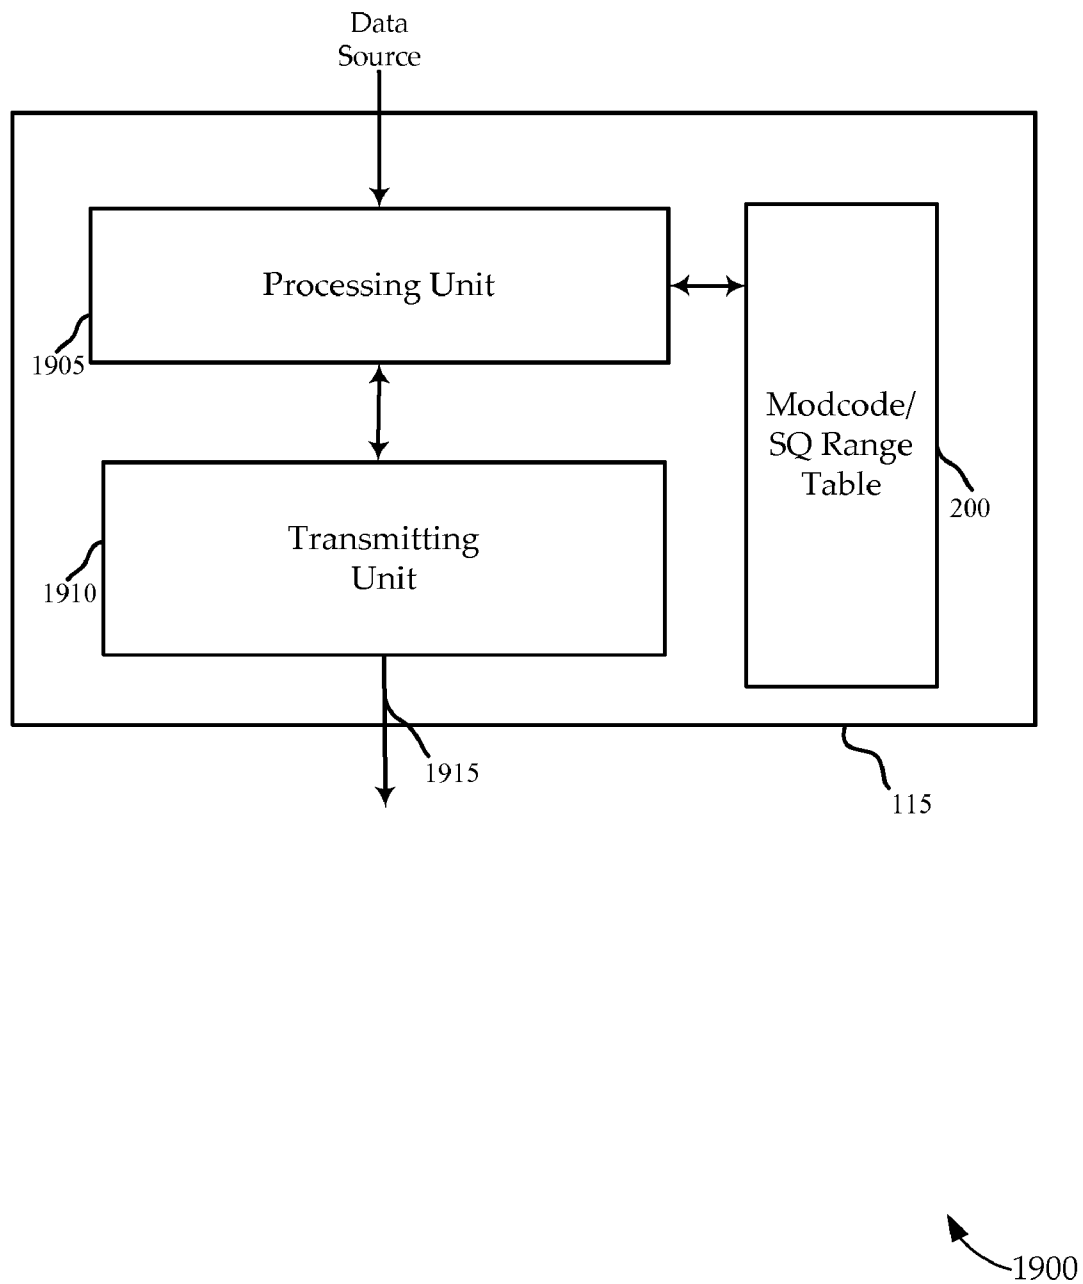 Data
Source
Processing Unit
1905
Modcode/
SQ Range
Table
200
Transmitting
Unit
1910
1915
115
1900